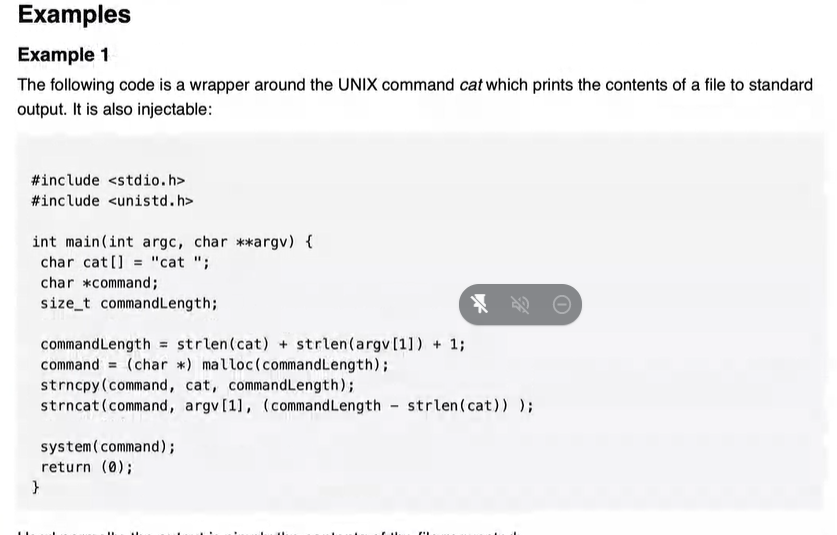 Examples
Example 1
The following code is a wrapper around the UNIX command cat which prints the contents of a file to standard
output. It is also injectable:
#include <stdio.h>
#include <unistd.h>
int main(int argc, char **argv) {
char cat[] = "cat ";
char *command;
size_t commandLength;
commandLength = strlen(cat) + strlen(argv[1]) + 1;
command = (char *) malloc(commandLength);
strncpy(command, cat, commandLength);
strncat(command, argv[1], (commandLength - strlen(cat)) );
system(command);
return (0);
}